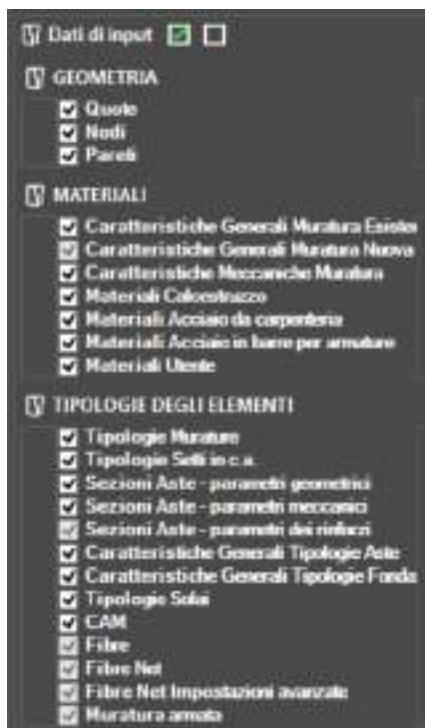 Dati di input
GEOMETRIA
Quote
Nodi
Pareti
MATERIALI
Caratteristiche Generali Muratura Esisten
Caratteristiche Generali Muratura Nuova
Caratteristiche Meccaniche Muratura
Materiali Calcestruzzo
Materiali Acciaio da carpenteria
Materiali Acciaio in barre per armature
Materiali Utente
TIPOLOGIE DEGLI ELEMENTI
Tipologie Murature
Tipologie Setti in c.a.
Sezioni Aste - parametri geometrici
Sezioni Aste - parametri meccanici
Sezioni Aste - parametri dei rinforzi
Caratteristiche Generali Tipologie Aste
Caratteristiche Generali Tipologie Fonda
Tipologie Solai
CAM
Fibre
Fibre Net
Fibre Net Impostazioni avanzate
Muratura armata